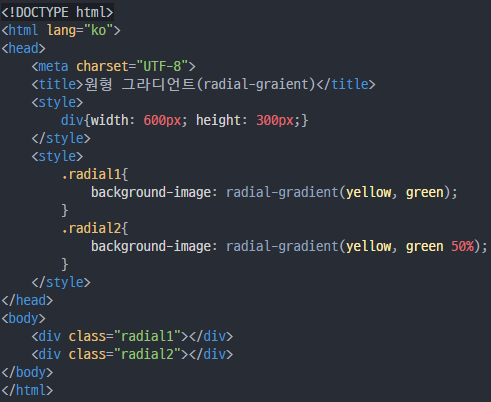 <!DOCTYPE html>
<html lang="ko">
<head>
    <meta charset="UTF-8">
    <title>원형 그라디언트(radial-graient)</title>
    <style>
        div{width: 600px; height: 300px;}
    </style>
    <style>
        .radial1{
            background-image: radial-gradient(yellow, green);
        }
        .radial2{
            background-image: radial-gradient(yellow, green 50%);
        }
    </style>
</head>
<body>
    <div class="radial1"></div>
    <div class="radial2"></div>
</body>
</html>